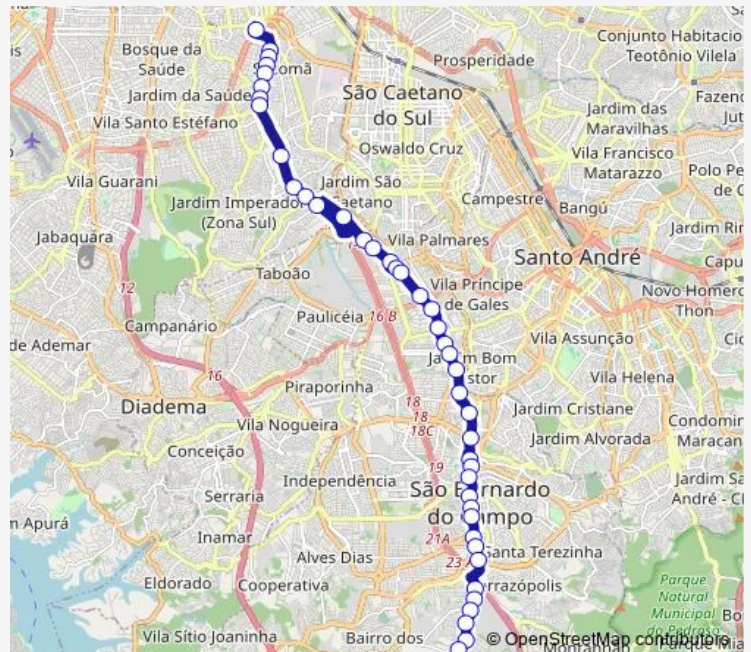 Conjunto Habitacio
Teotônio Vilela
Bosque da
Saúde
Prosperidade
Jardim da Saúde
São Caetano
do Sul
Fazen
Jardim das
Maravilhas
Vila Santo Estéfano
Oswaldo Cruz
Vila Francisco
Matarazzo
Vila Guarani
Jardim São
Caetano
Polo Pe
de C
Jardim Imperador
(Zona Sul)
Campestre
Bangú
Jabaquara
Vila Palmares
Jardim Rin
Santo André
Capu
Taboão
12
Vila Príncipe
de Gales
Novo Homero
Thon
Paulicéia
16 B
Campanário
Vila Assunção
de Ademar
16
Piraporinha
Vila Helena
Diadema
18
18
18C
Jardim Cristiane
Vila Nogueira
Condomin
Maracan
Jardim Alvorada
Conceição
19
Independência
São Bernardo
do Campo
Jardim Sa
André - Cl
Serraria
m Apurá
Inamar
21A
Alves Dias
23
Santa Terezinha
Eldorado
Cooperativa
errazópolis
Parque
Natural
Municipal
do Pedroso
Vila Sítio Joaninha
Bairro dos
© OpenStreetMap contributors